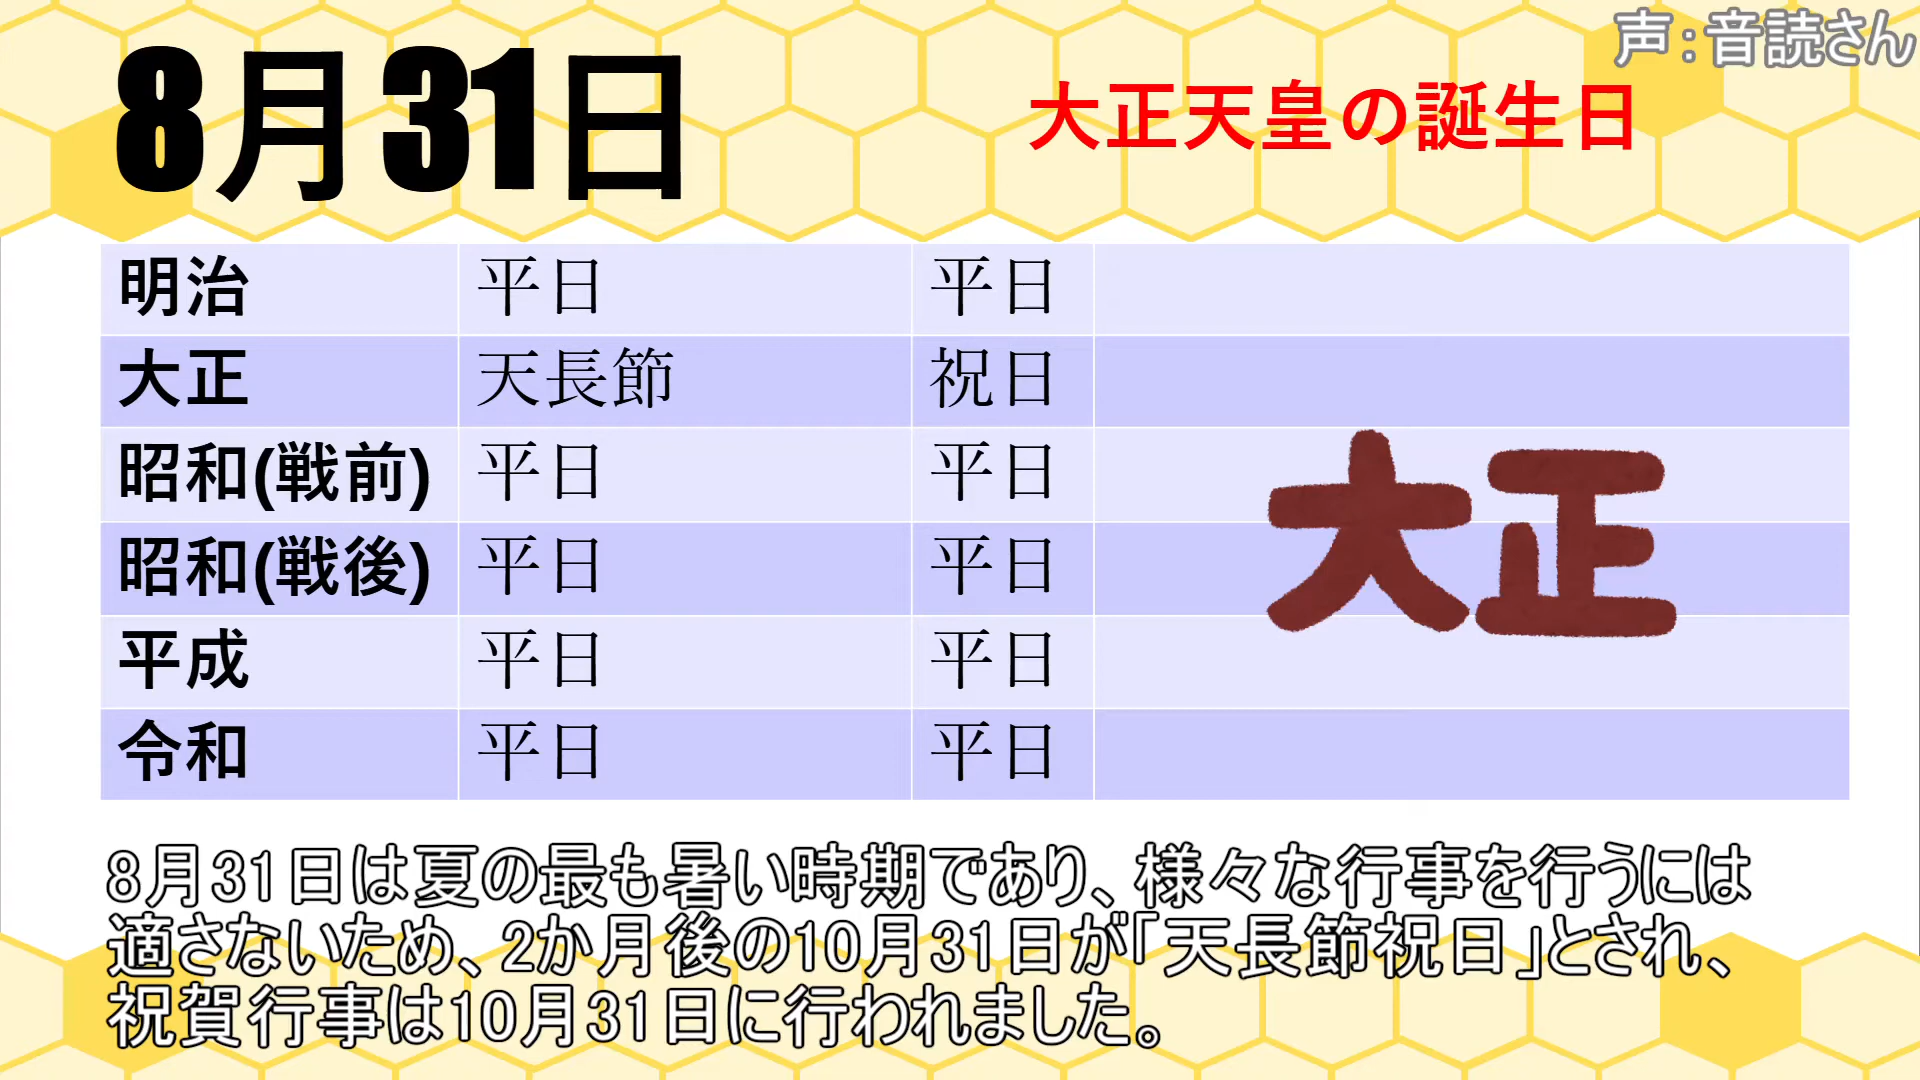 声：音読さん
8月31日
大正天皇の誕生日
明治 平日 平日
大正 天長節 祝日
昭和(戦前) 平日 平日
昭和(戦後) 平日 平日
平成 平日 平日
令和 平日 平日
大正
8月31日は夏の最も暑い時期であり、様々な行事を行うには
適さないため、2か月後の10月31日が「天長節祝日」とされ、
祝賀行事は10月31日に行われました。